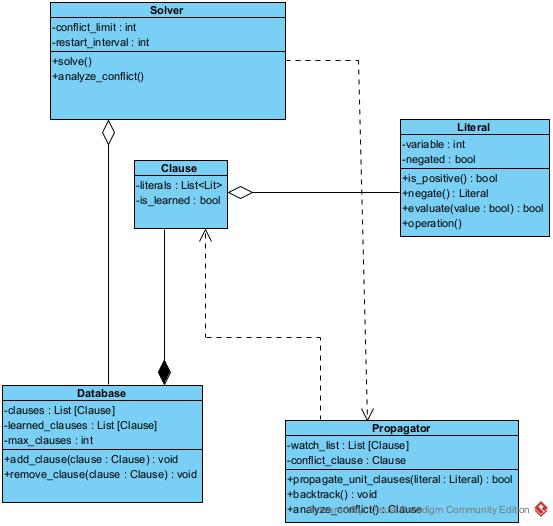 Solver
-conflict_limit : int
-restart_interval : int
+solve()
+analyze_conflict()
Literal
-variable : int
-negated : bool
+is_positive() : bool
+negate() : Literal
+evaluate(value : bool) : bool
+operation()
Clause
-literals : List<Lit>
-is_learned : bool
Database
-clauses : List [Clause]
-learned_clauses : List [Clause]
-max_clauses : int
+add_clause(clause : Clause) : void
+remove_clause(clause : Clause) : void
Propagator
-watch_list : List [Clause]
-conflict_clause : Clause
+propagate_unit_clauses(literal : Literal) : bool
+backtrack() : void
+analyze_conflict() : Clause
Paradigm Community Edition